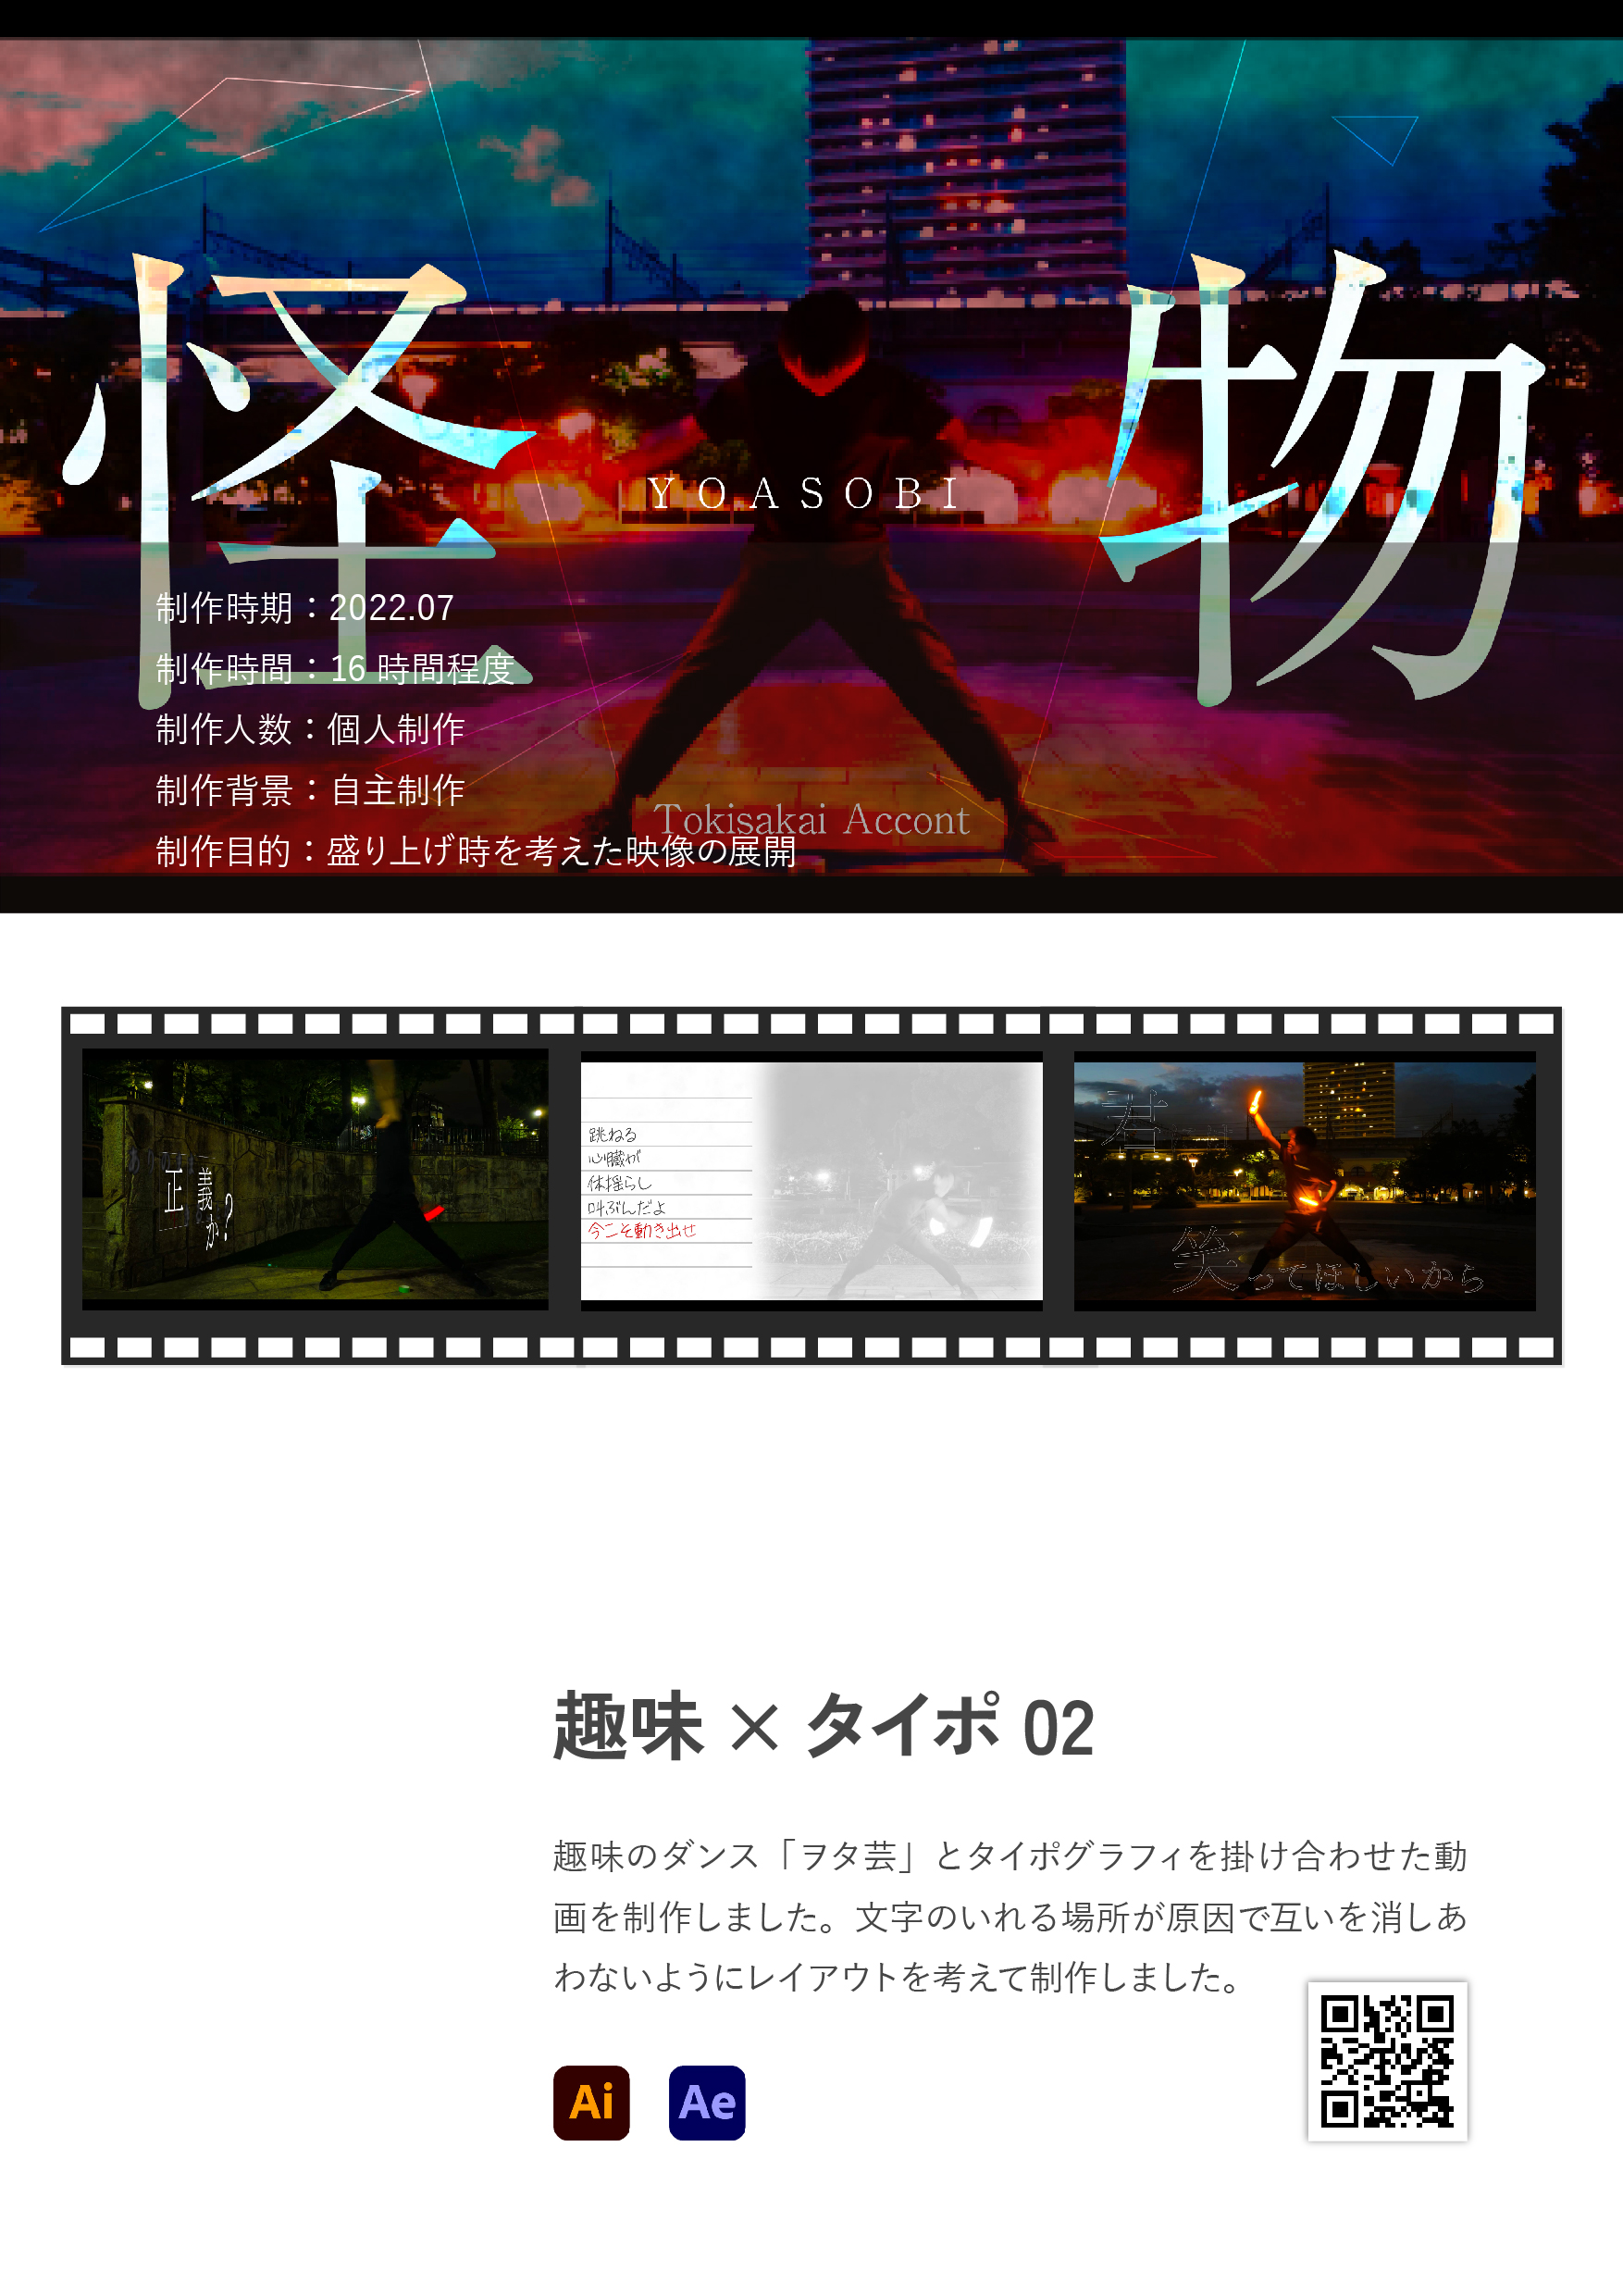 怪物
YOASOBI
制作時期：2022.07
制作時間：16 時間程度
制作人数：個人制作
制作背景：自主制作
Tokisakai Accont
制作目的：盛り上げ時を考えた映像の展開
正義か?
跳ねる
心臓が
体揺らし
叫ぶんだよ
今こそ動き出せ
君
笑ってほしいから
趣味 × タイポ 02
趣味のダンス「ヲタ芸」とタイポグラフィを掛け合わせた動
画を制作しました。文字のいれる場所が原因で互いを消しあ
わないようにレイアウトを考えて制作しました。
Ai Ae